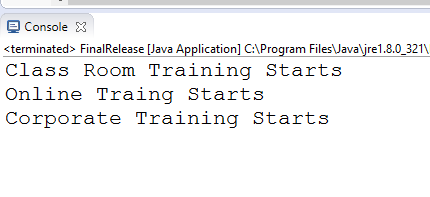 Console
<terminated> FinalRelease [Java Application] C:\Program Files\Java\jre1.8.0_321\
Class Room Training Starts
Online Traing Starts
Corporate Training Starts